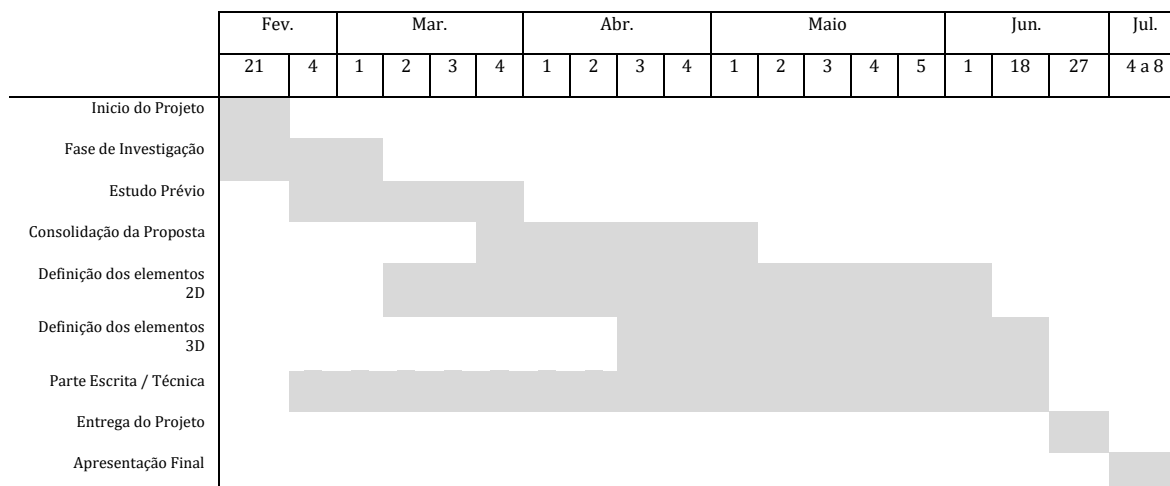 Fev. Mar. Abr. Maio Jun. Jul.
21 4 1 2 3 4 1 2 3 4 1 2 3 4 5 1 18 27 4 a 8
Inicio do Projeto
Fase de Investigação
Estudo Prévio
Consolidação da Proposta
Definição dos elementos
2D
Definição dos elementos
3D
Parte Escrita / Técnica
Entrega do Projeto
Apresentação Final